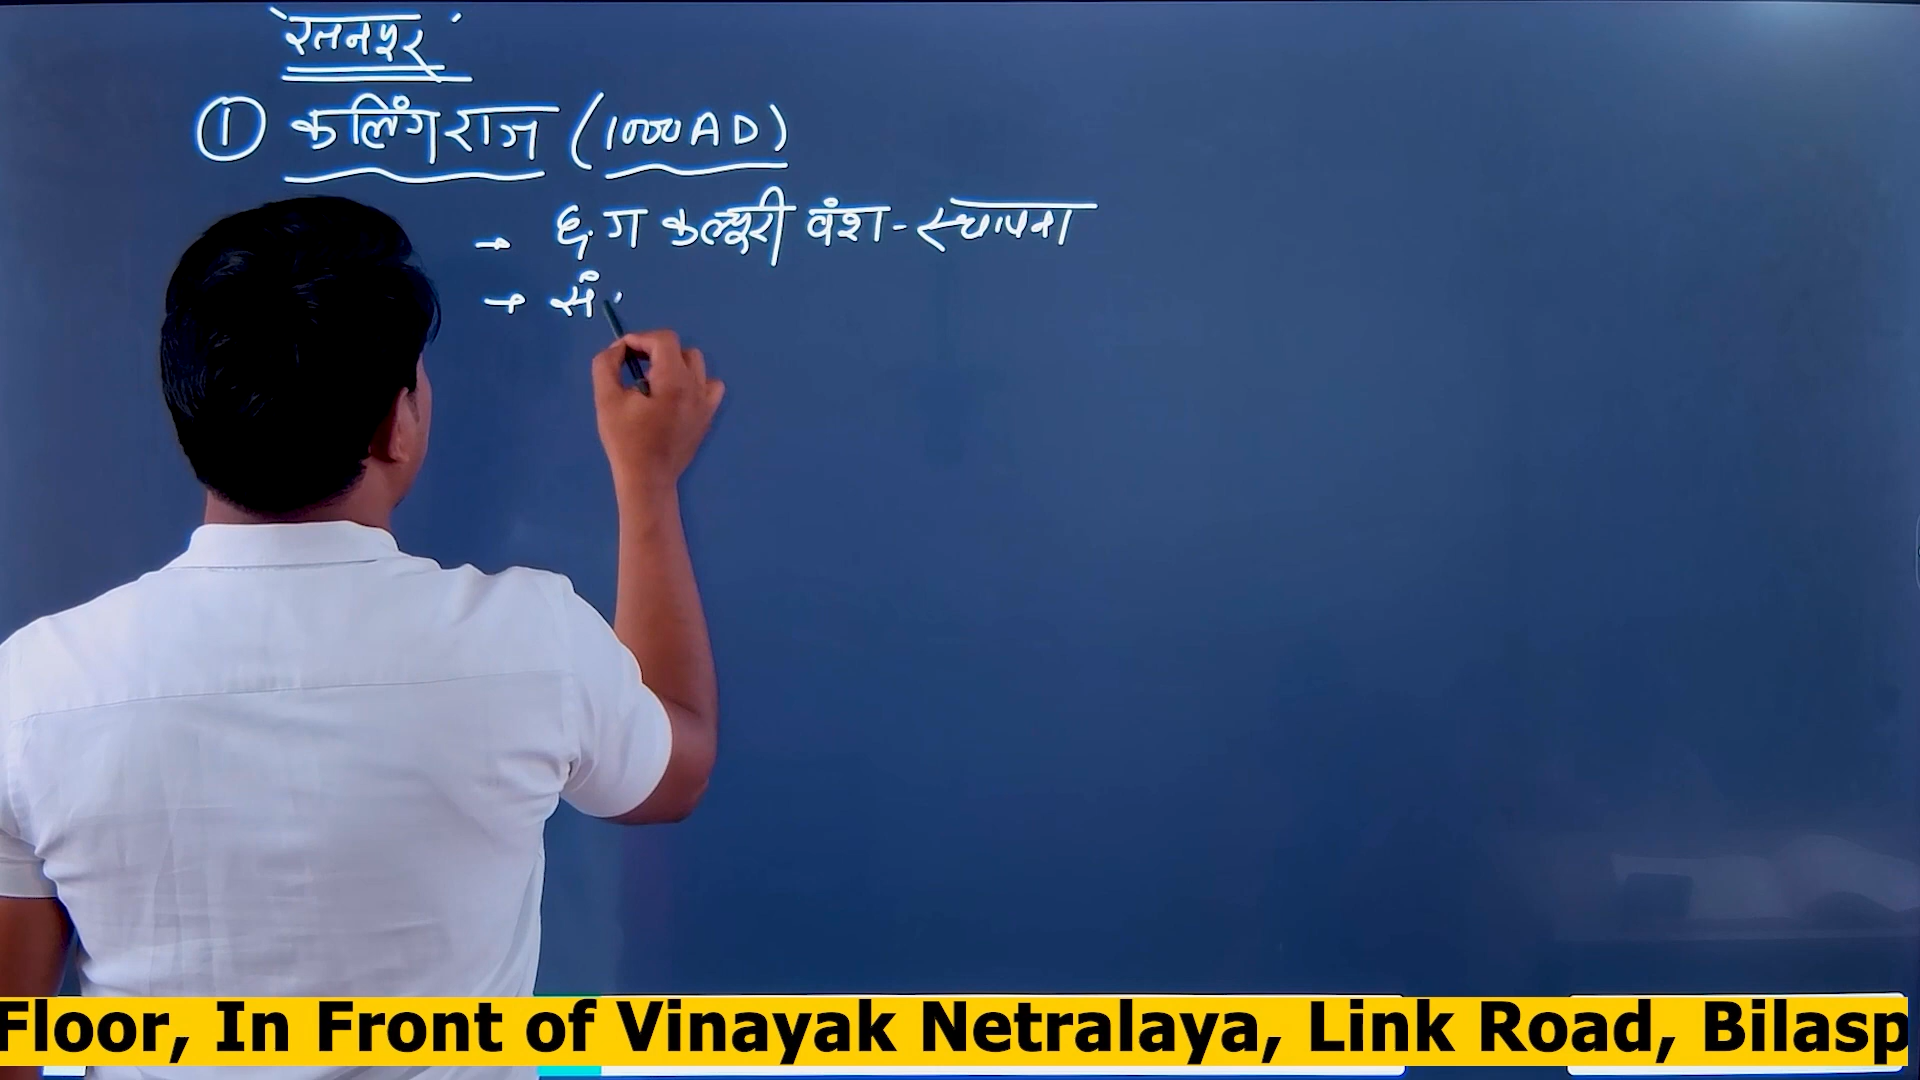 रतनपुर
① कलिंगराज (1000 AD)
→ छ.ग कल्चुरी वंश - स्थापना
→ सं.
Floor, In Front of Vinayak Netralaya, Link Road, Bilasp